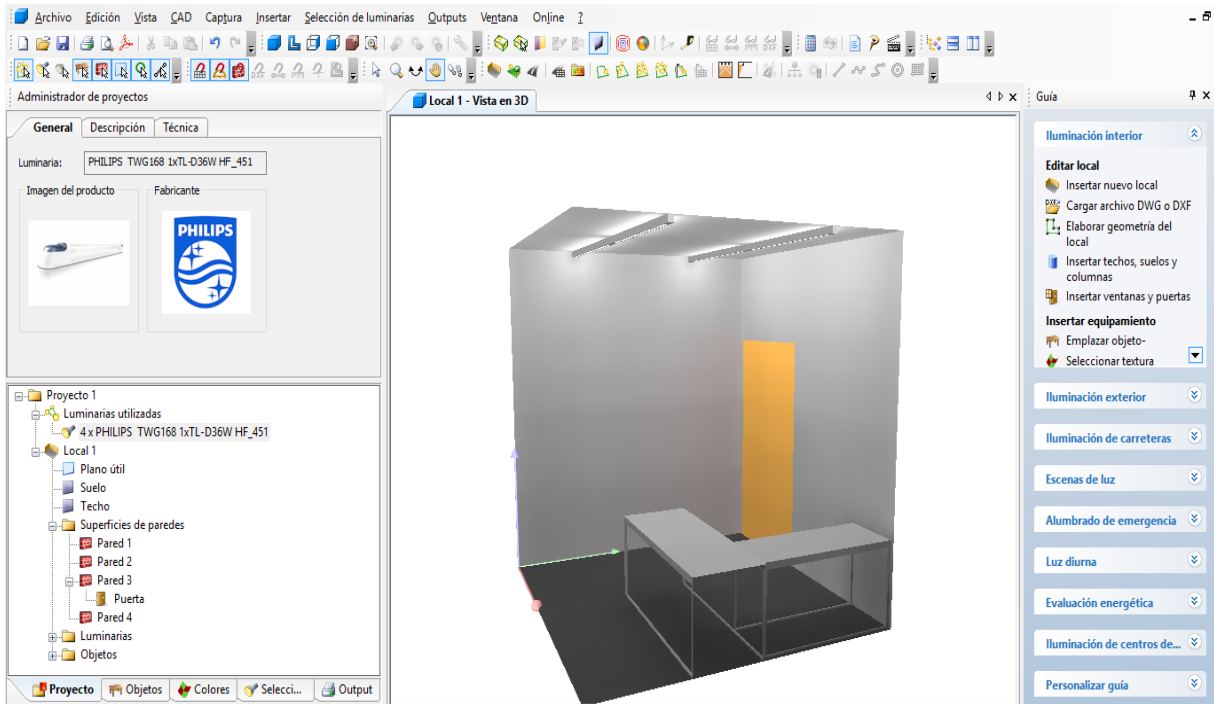 Archivo Edición Vista CAD Captura Insertar Selección de luminarias Outputs Ventana Online ?
Administrador de proyectos
General Descripción Técnica
Luminaria: PHILIPS TWG168 1xTL-D36W HF_451
Imagen del producto Fabricante
PHILIPS
Proyecto 1
Luminarias utilizadas
4 x PHILIPS TWG168 1xTL-D36W HF_451
Local 1
Plano útil
Suelo
Techo
Superficies de paredes
Pared 1
Pared 2
Pared 3
Puerta
Pared 4
Luminarias
Objetos
Proyecto Objetos Colores Selecci... Output
Local 1 - Vista en 3D
Guía
Iluminación interior
Editar local
Insertar nuevo local
Cargar archivo DWG o DXF
Elaborar geometría del
local
Insertar techos, suelos y
columnas
Insertar ventanas y puertas
Insertar equipamiento
Emplazar objeto-
Seleccionar textura
Iluminación exterior
Iluminación de carreteras
Escenas de luz
Alumbrado de emergencia
Luz diurna
Evaluación energética
Iluminación de centros de...
Personalizar guía